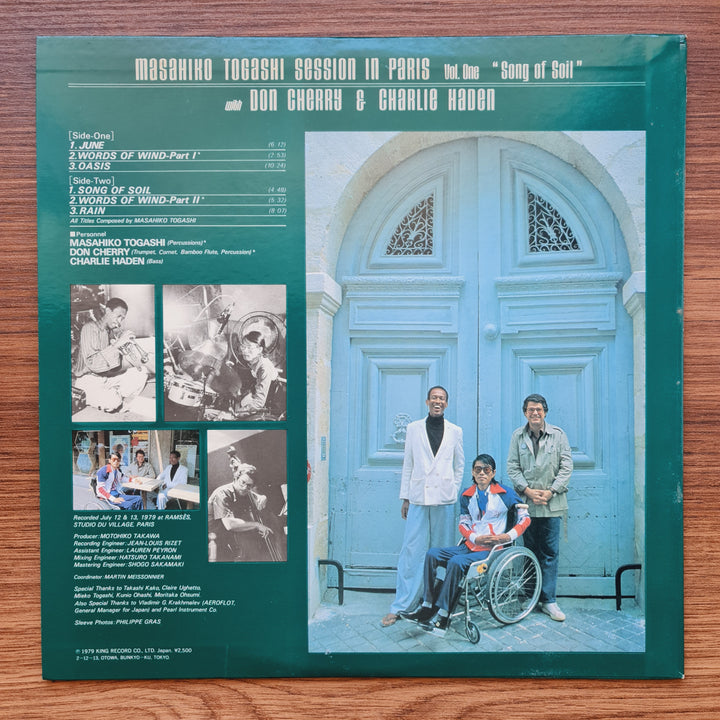 MASAHIKO TOGASHI SESSION IN PARIS Vol. One "Song of Soil"
with DON CHERRY & CHARLIE HADEN
[Side-One]
1. JUNE (6:17)
2. WORDS OF WIND-Part I* (7:53)
3. OASIS (10:24)
[Side-Two]
1. SONG OF SOIL (4:48)
2. WORDS OF WIND-Part II* (5:32)
3. RAIN (8:07)
All Titles Composed by MASAHIKO TOGASHI
■Personnel
MASAHIKO TOGASHI (Percussions)*
DON CHERRY (Trumpet, Cornet, Bamboo Flute, Percussion)*
CHARLIE HADEN (Bass)
Recorded July 12 & 13, 1979 at RAMSÈS,
STUDIO DU VILLAGE, PARIS
Producer: MOTOHIKO TAKAWA
Recording Engineer: JEAN-LOUIS RIZET
Assistant Engineer: LAUREN PEYRON
Mixing Engineer: HATSURO TAKANAMI
Mastering Engineer: SHOGO SAKAMAKI
Coordinator: MARTIN MEISSONNIER
Special Thanks to Takashi Kako, Claire Ughetto,
Miako Togashi, Kunio Ohashi, Moritaka Ohsumi.
Also Special Thanks to Vladimir G. Krakhmalev (AEROFLOT,
General Manager for Japan) and Pearl Instrument Co.
Sleeve Photos: PHILIPPE GRAS
℗ 1979 KING RECORD CO., LTD. Japan. ¥2,500
2-12-13, OTOWA, BUNKYO-KU, TOKYO.